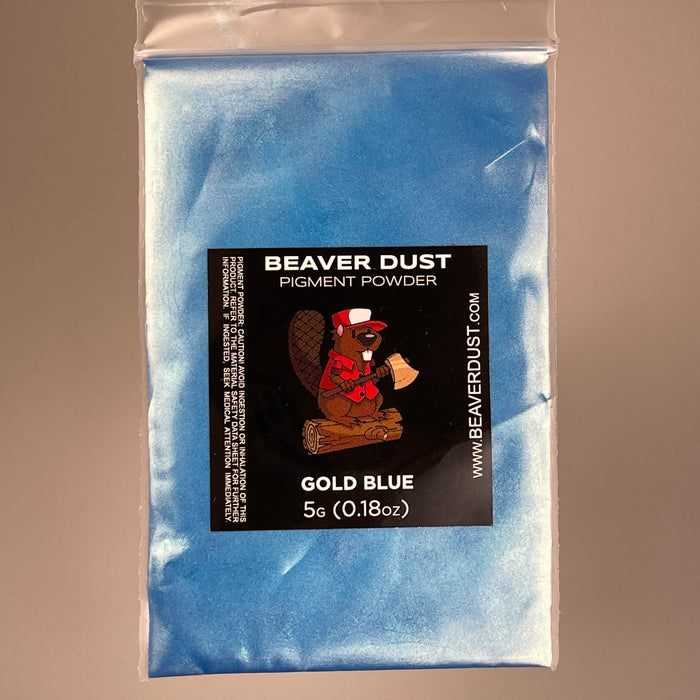 BEAVER DUST
PIGMENT POWDER
GOLD BLUE
5G (0.18OZ)
WWW.BEAVERDUST.COM
PIGMENT POWDER: CAUTION! AVOID INGESTION OR INHALATION OF THIS
PRODUCT. REFER TO THE MATERIAL SAFETY DATA SHEET FOR FURTHER
INFORMATION. IF INGESTED, SEEK MEDICAL ATTENTION IMMEDIATELY.